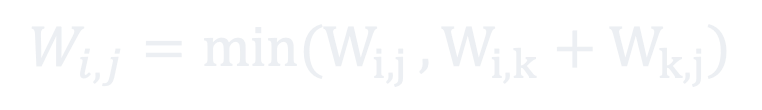 W_{i,j} = min(W_{i,j} , W_{i,k} + W_{k,j})